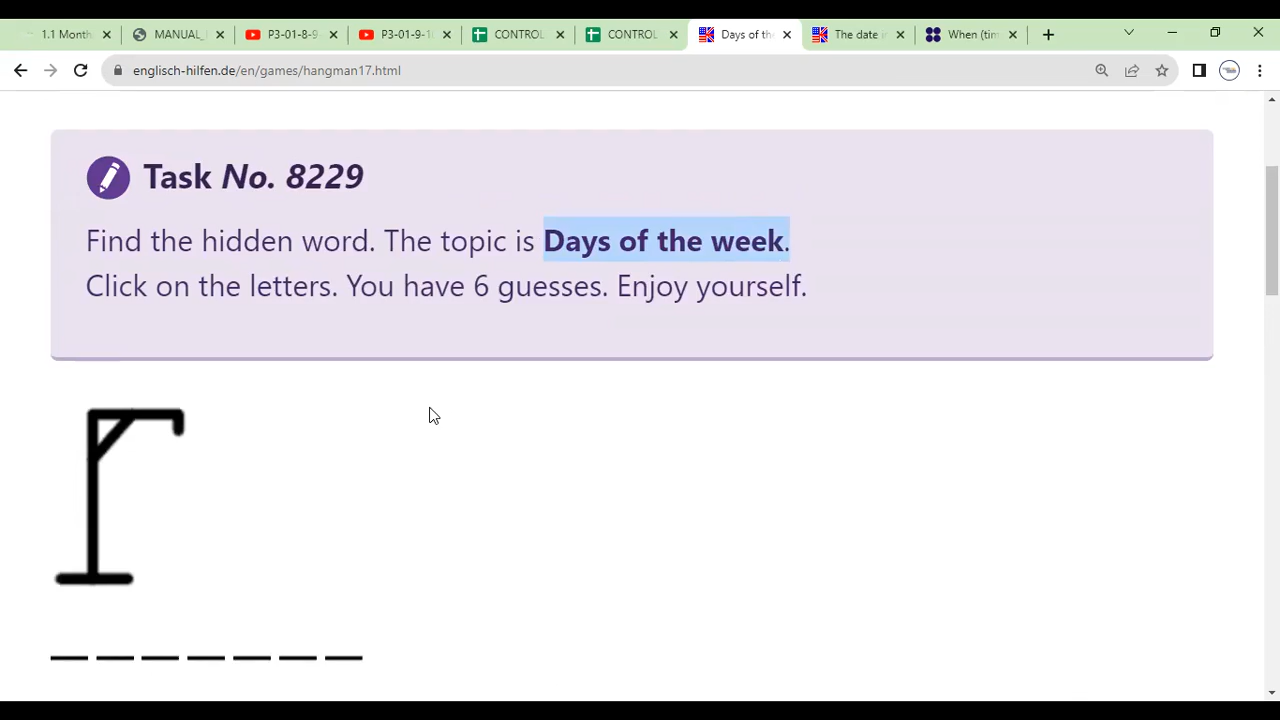 1.1 Month
MANUAL_
P3-01-8-9
P3-01-9-1
CONTROL
CONTROL
Days of th
The date i
When (tim
englisch-hilfen.de/en/games/hangman17.html
Task No. 8229
Find the hidden word. The topic is Days of the week.
Click on the letters. You have 6 guesses. Enjoy yourself.